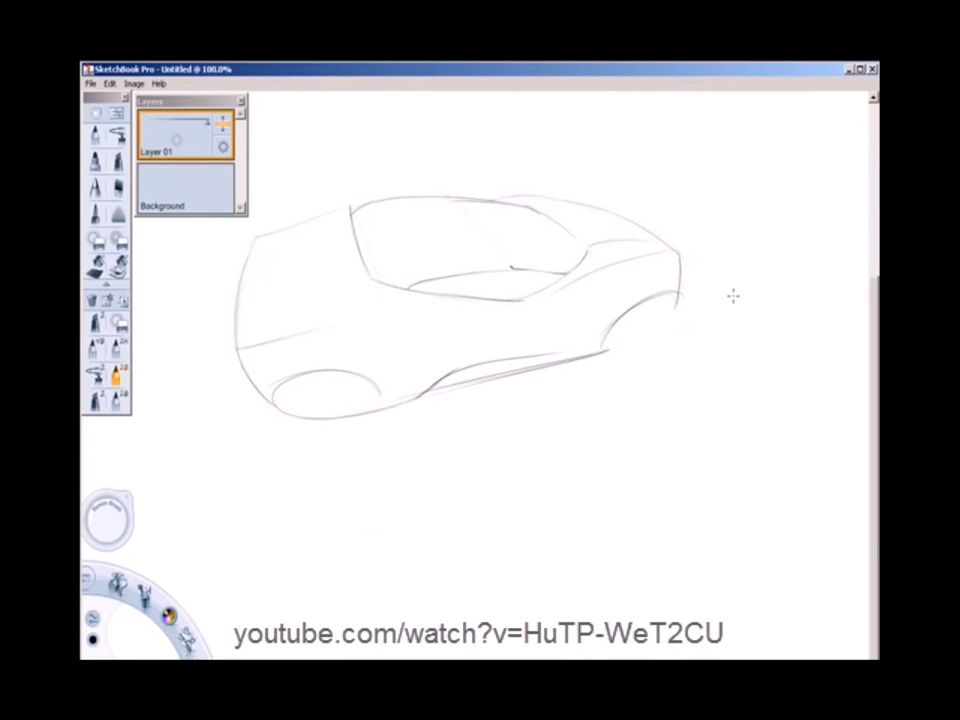 SketchBook Pro - Untitled @ 100.0%
File Edit Image Help
Layers
Layer 01
Background
youtube.com/watch?v=HuTP-WeT2CU